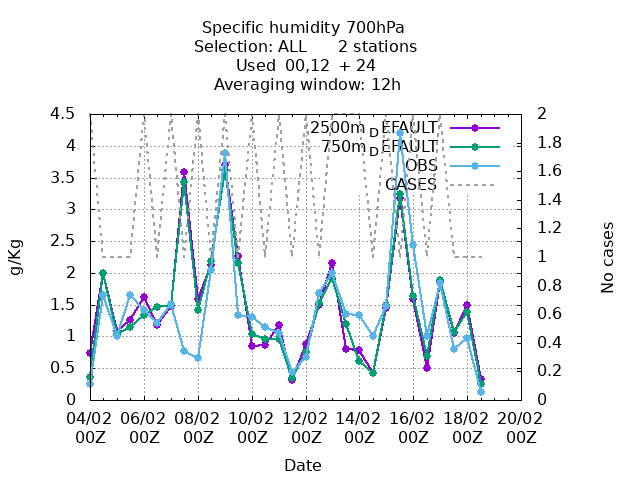 Specific humidity 700hPa
Selection: ALL 2 stations
Used 00,12 + 24
Averaging window: 12h
4.5
4
3.5
3
2.5
2
1.5
1
0.5
0
g/Kg
2500m DEFAULT
750m DEFAULT
OBS
CASES
2
1.8
1.6
1.4
1.2
1
0.8
0.6
0.4
0.2
0
No cases
04/02 06/02 08/02 10/02 12/02 14/02 16/02 18/02 20/02
00Z 00Z 00Z 00Z 00Z 00Z 00Z 00Z 00Z
Date